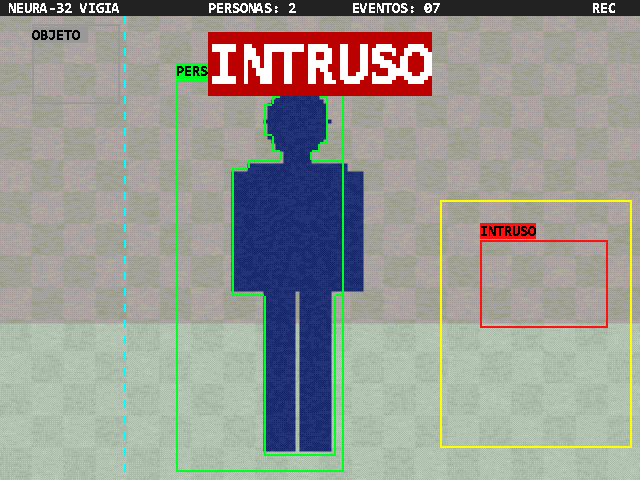 NEURA-32 VIGIA PERSONAS: 2 EVENTOS: 07 REC
OBJETO
INTRUSO
PERS
INTRUSO